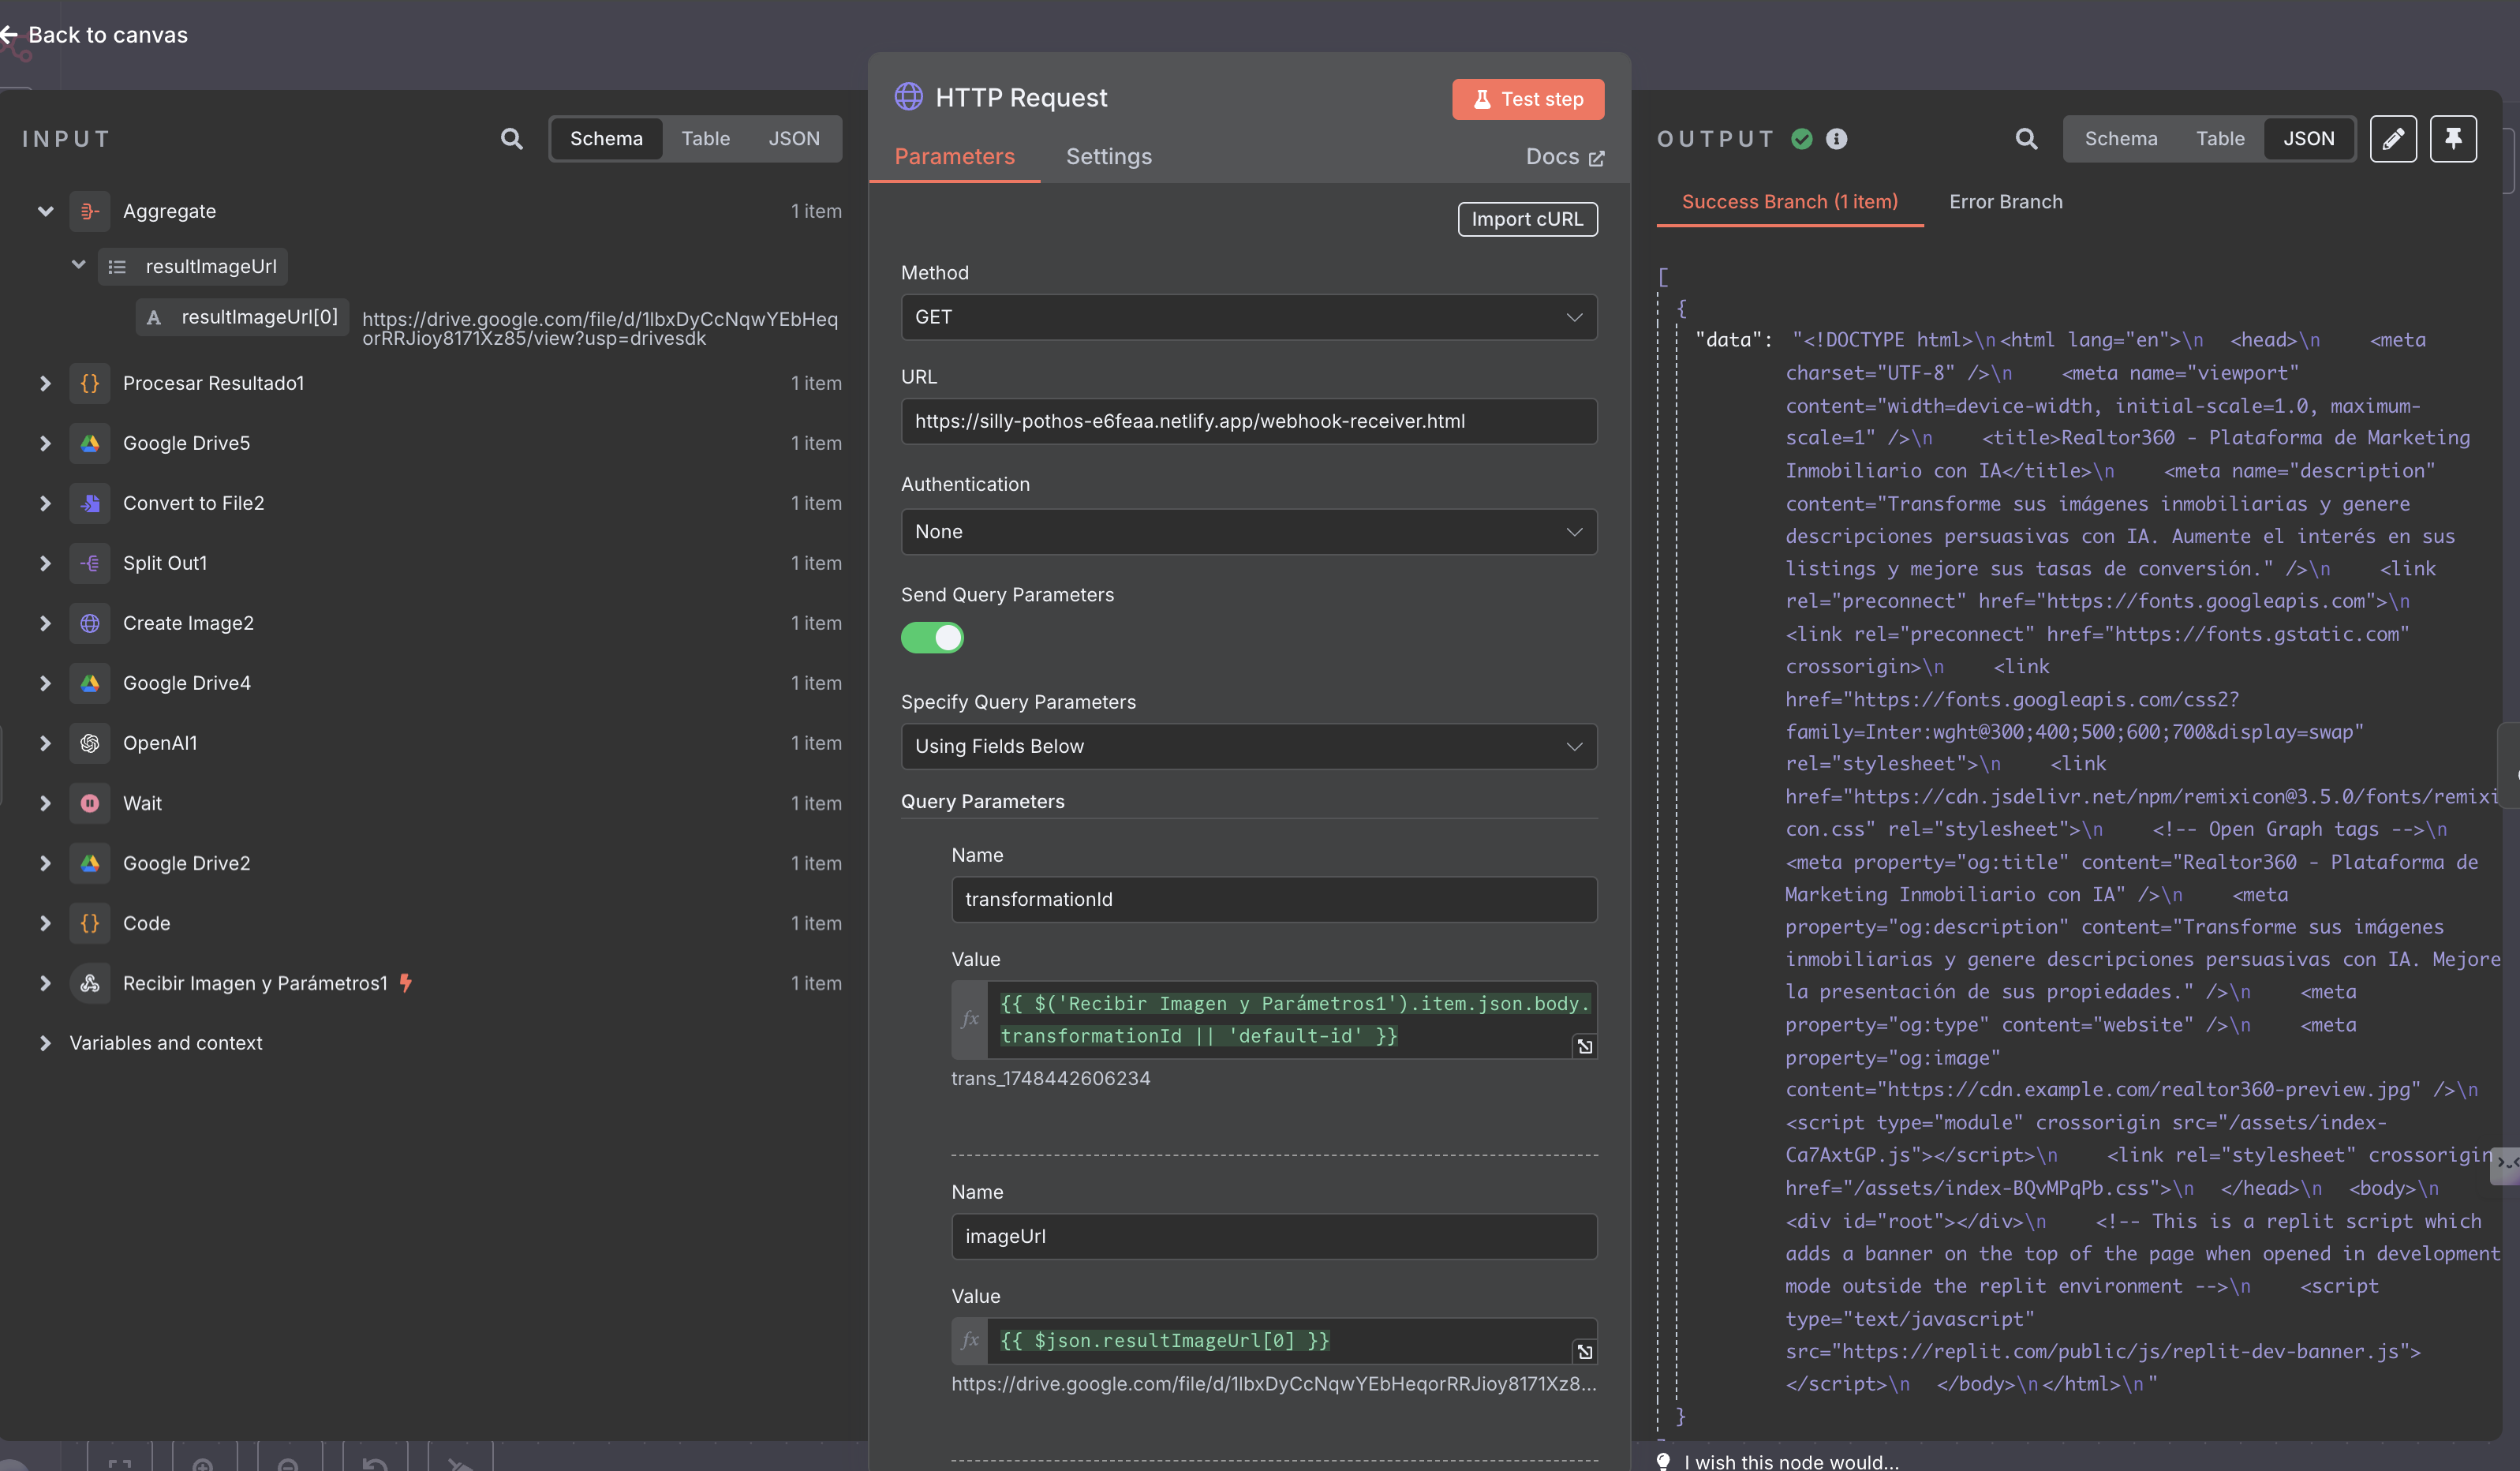 Back to canvas
INPUT
Schema
Table
JSON
Aggregate
1 item
resultImageUrl
resultImageUrl[0]
https://drive.google.com/file/d/1lbxDyCcNqwYEbHeq
orRRJioy8171Xz85/view?usp=drivesdk
Procesar Resultado1
1 item
Google Drive5
1 item
Convert to File2
1 item
Split Out1
1 item
Create Image2
1 item
Google Drive4
1 item
OpenAI1
1 item
Wait
1 item
Google Drive2
1 item
Code
1 item
Recibir Imagen y Parámetros1
1 item
Variables and context
HTTP Request
Test step
Parameters
Settings
Docs
Import cURL
Method
GET
URL
https://silly-pothos-e6feaa.netlify.app/webhook-receiver.html
Authentication
None
Send Query Parameters
Specify Query Parameters
Using Fields Below
Query Parameters
Name
transformationId
Value
fx
{{ $('Recibir Imagen y Parámetros1').item.json.body.
transformationId || 'default-id' }}
trans_1748442606234
Name
imageUrl
Value
fx
{{ $json.resultImageUrl[0] }}
https://drive.google.com/file/d/1lbxDyCcNqwYEbHeqorRRJioy8171Xz8...
OUTPUT
Schema
Table
JSON
Success Branch (1 item)
Error Branch
[
{
"data": "<!DOCTYPE html>\n<html lang="en">\n <head>\n <meta
charset="UTF-8" />\n <meta name="viewport"
content="width=device-width, initial-scale=1.0, maximum-
scale=1" />\n <title>Realtor360 - Plataforma de Marketing
Inmobiliario con IA</title>\n <meta name="description"
content="Transforme sus imágenes inmobiliarias y genere
descripciones persuasivas con IA. Aumente el interés en sus
listings y mejore sus tasas de conversión." />\n <link
rel="preconnect" href="https://fonts.googleapis.com">\n
<link rel="preconnect" href="https://fonts.gstatic.com"
crossorigin>\n <link
href="https://fonts.googleapis.com/css2?
family=Inter:wght@300;400;500;600;700&display=swap"
rel="stylesheet">\n <link
href="https://cdn.jsdelivr.net/npm/remixicon@3.5.0/fonts/remixi
con.css" rel="stylesheet">\n <!-- Open Graph tags -->\n
<meta property="og:title" content="Realtor360 - Plataforma de
Marketing Inmobiliario con IA" />\n <meta
property="og:description" content="Transforme sus imágenes
inmobiliarias y genere descripciones persuasivas con IA. Mejore
la presentación de sus propiedades." />\n <meta
property="og:type" content="website" />\n <meta
property="og:image"
content="https://cdn.example.com/realtor360-preview.jpg" />\n
<script type="module" crossorigin src="/assets/index-
Ca7AxtGP.js"></script>\n <link rel="stylesheet" crossorigin
href="/assets/index-BQvMPqPb.css">\n </head>\n <body>\n
<div id="root"></div>\n <!-- This is a replit script which
adds a banner on the top of the page when opened in development
mode outside the replit environment -->\n <script
type="text/javascript"
src="https://replit.com/public/js/replit-dev-banner.js">
</script>\n </body>\n</html>\n"
}
I wish this node would...